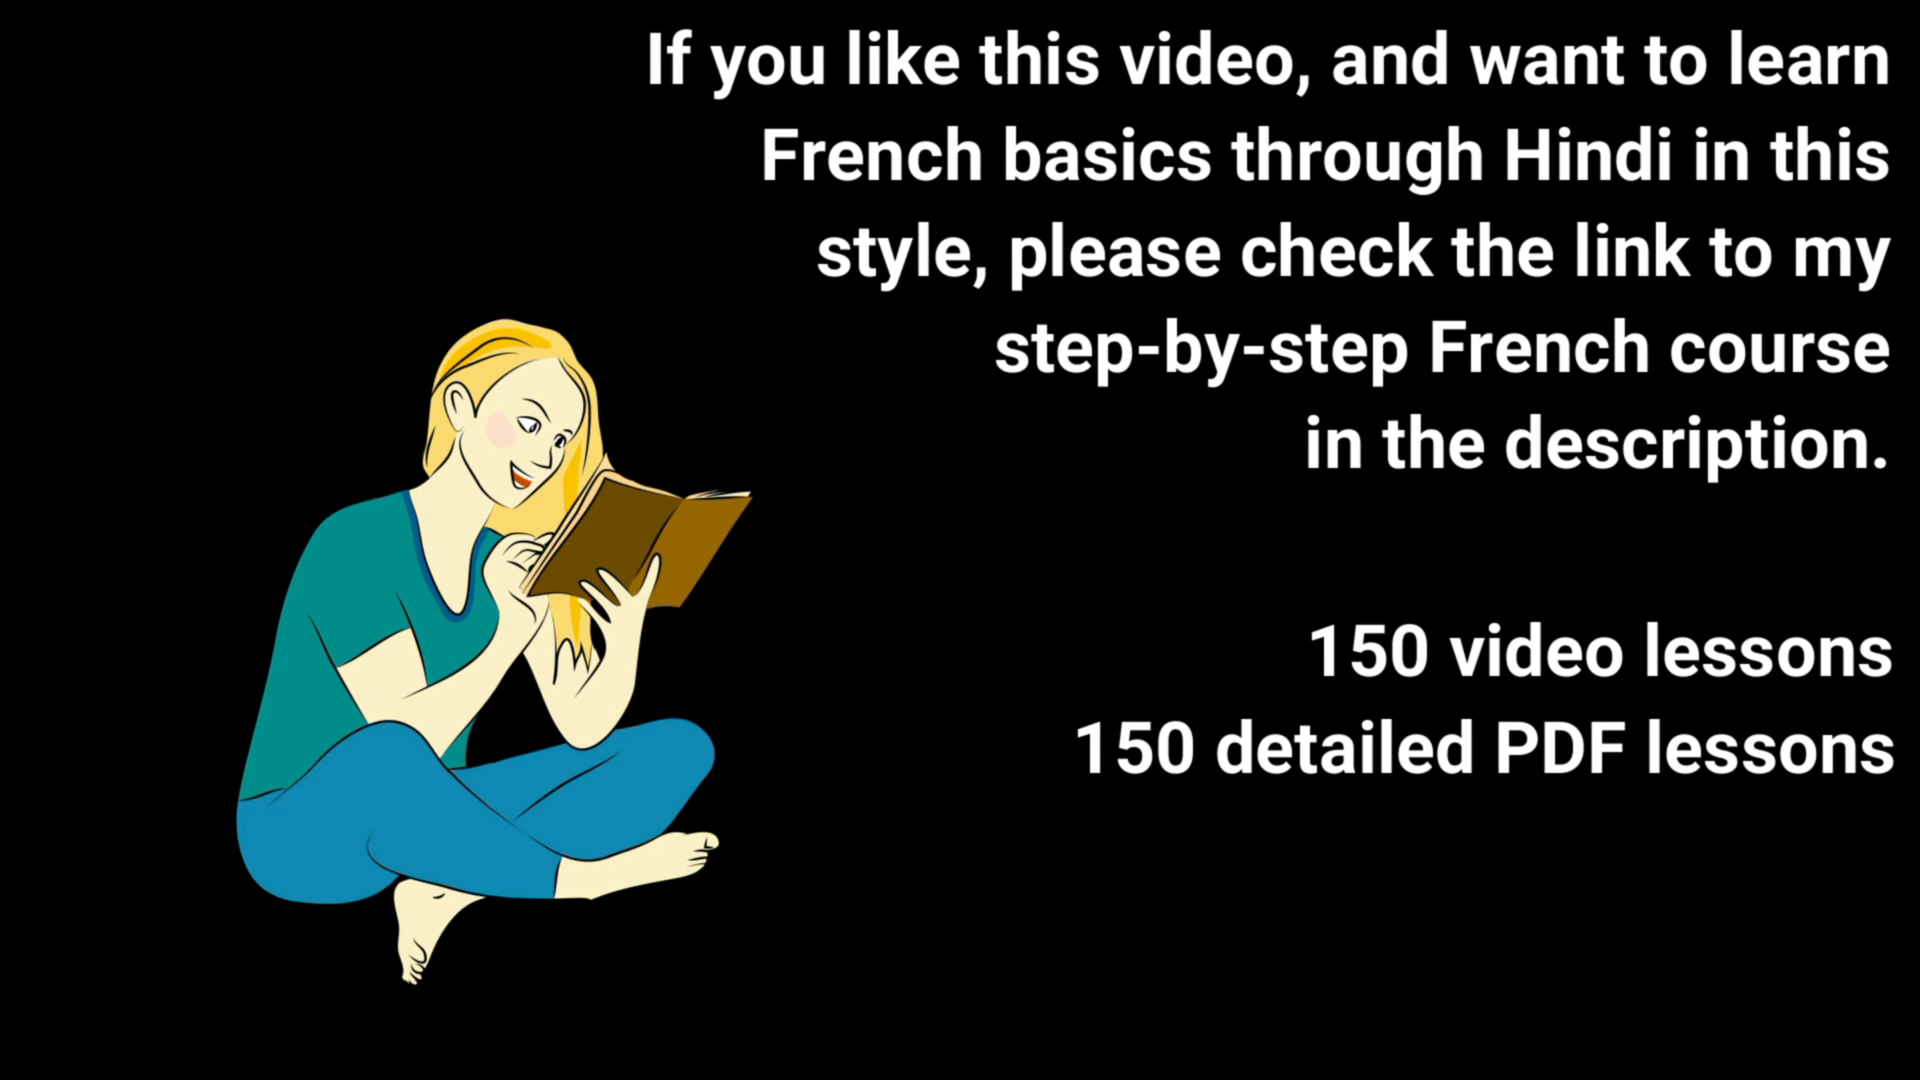 If you like this video, and want to learn
French basics through Hindi in this
style, please check the link to my
step-by-step French course
in the description.
150 video lessons
150 detailed PDF lessons